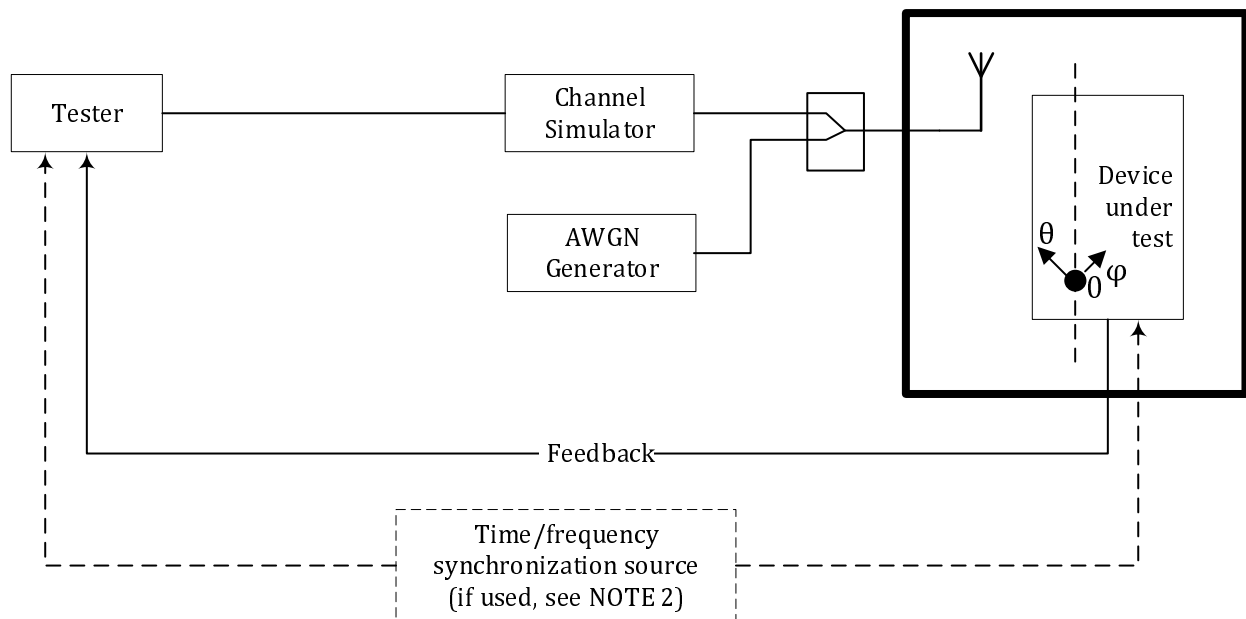 Tester
Channel
Simulator
AWGN
Generator
Device
under
test
θ
φ
0
Feedback
Time/frequency
synchronization source
(if used, see NOTE 2)